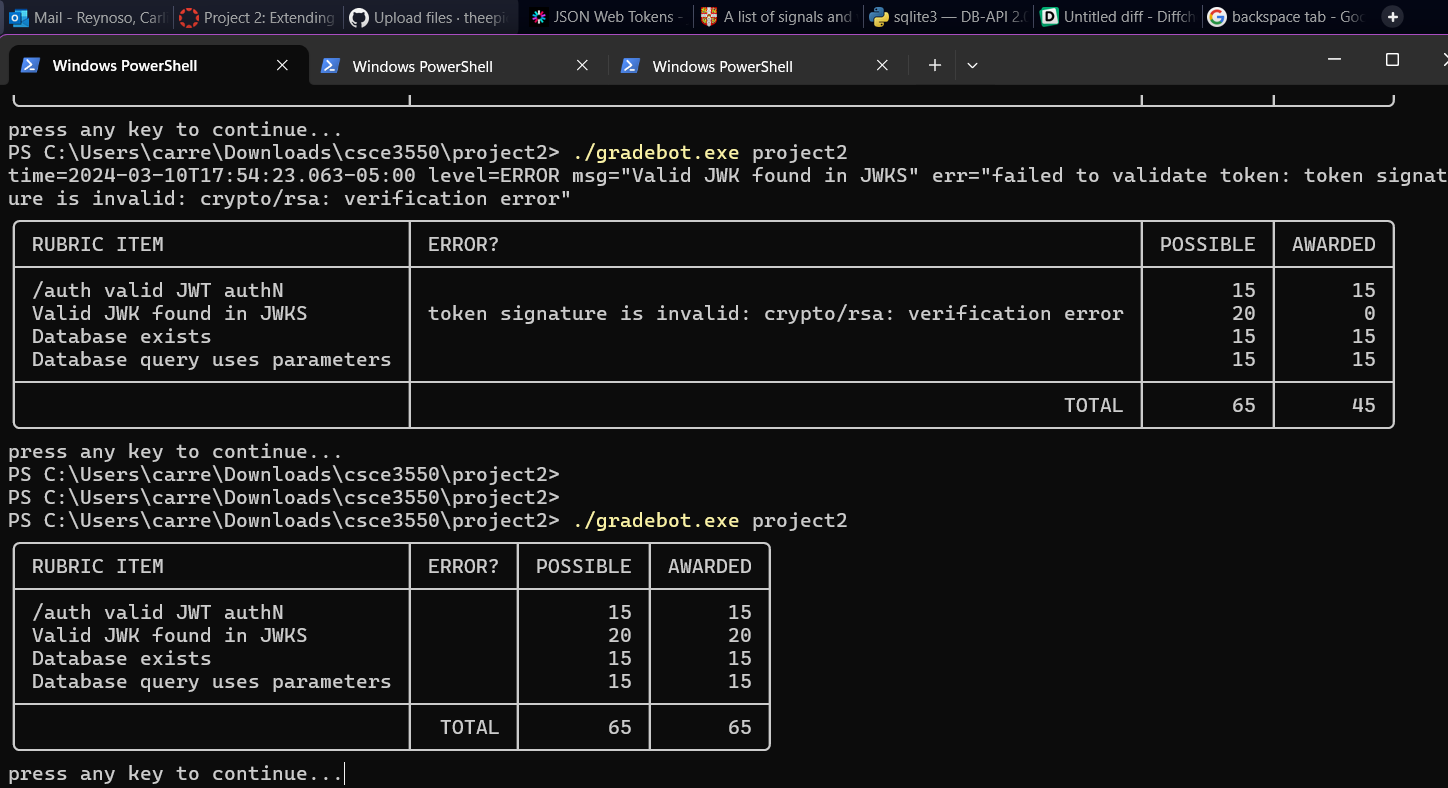 Mail - Reynoso, Carl
Project 2: Extending
Upload files · theepi
JSON Web Tokens -
A list of signals and
sqlite3 — DB-API 2.0
Untitled diff - Diffch
backspace tab - Goo
Windows PowerShell
Windows PowerShell
Windows PowerShell
press any key to continue...
PS C:\Users\carre\Downloads\csce3550\project2> ./gradebot.exe project2
time=2024-03-10T17:54:23.063-05:00 level=ERROR msg="Valid JWK found in JWKS" err="failed to validate token: token signat
ure is invalid: crypto/rsa: verification error"
RUBRIC ITEM ERROR? POSSIBLE AWARDED
/auth valid JWT authN 15 15
Valid JWK found in JWKS token signature is invalid: crypto/rsa: verification error 20 0
Database exists 15 15
Database query uses parameters 15 15
TOTAL 65 45
press any key to continue...
PS C:\Users\carre\Downloads\csce3550\project2>
PS C:\Users\carre\Downloads\csce3550\project2>
PS C:\Users\carre\Downloads\csce3550\project2> ./gradebot.exe project2
RUBRIC ITEM ERROR? POSSIBLE AWARDED
/auth valid JWT authN 15 15
Valid JWK found in JWKS 20 20
Database exists 15 15
Database query uses parameters 15 15
TOTAL 65 65
press any key to continue...